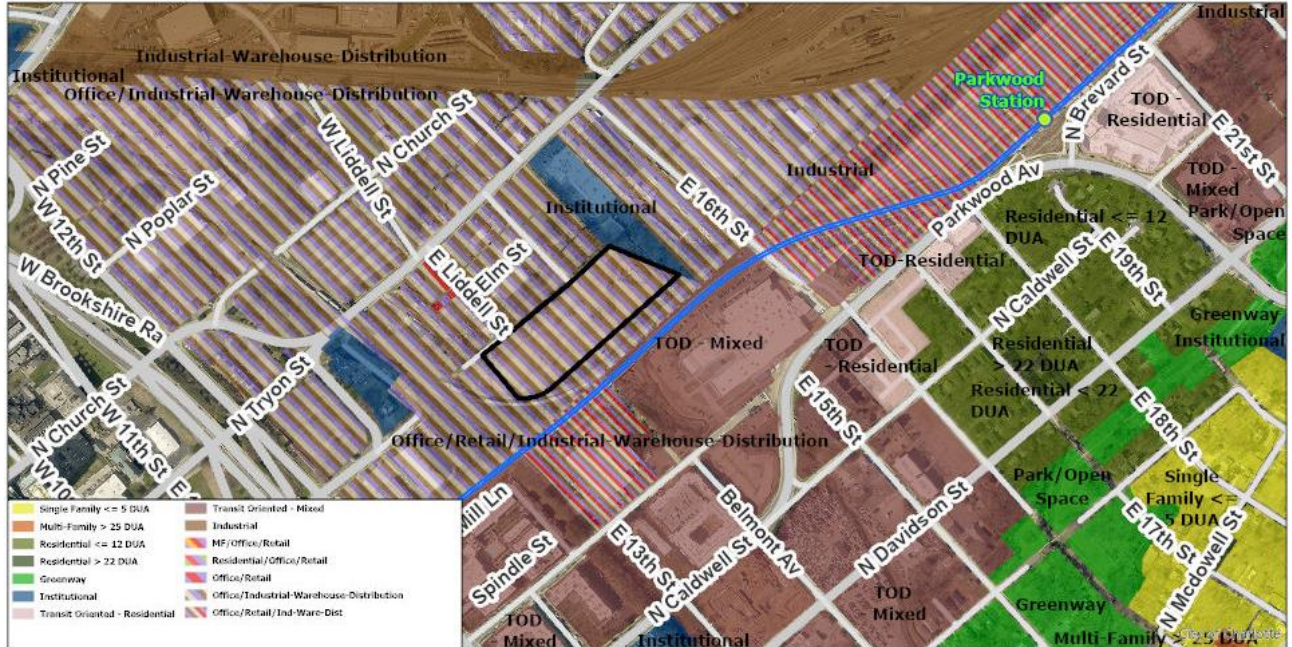 Industrial
Industrial-Warehouse-Distribution
Institutional
Office/Industrial-Warehouse-Distribution
Parkwood
Station
N Brevard St
TOD -
Residential
E 21st St
W Liddell St
N Church St
N Pine St
N Poplar St
W 12th St
W Brookshire Ra
E 16th St
Industrial
Parkwood Av
TOD -
Mixed
Park/Open
Space
Institutional
Residential <= 12
DUA
E 19th St
N Caldwell St
E Liddell St
Elm St
TOD-Residential
Greenway
Institutional
TOD - Mixed
TOD
- Residential
Residential
> 22 DUA
Residential < 22
DUA
N Church St
W 11th St
W 10
N Tryon St
E 15th St
E 18th St
Office/Retail/Industrial-Warehouse-Distribution
Park/Open
Space
Single
Family <=
5 DUA
E 17th St
N Mcdowell St
Mill Ln
Spindle St
E 13th St
Belmont Av
N Caldwell St
N Davidson St
TOD
Mixed
TOD
- Mixed
Institutional
Greenway
Multi-Family > 25 DUA
City of Charlotte
Single Family <= 5 DUA
Multi-Family > 25 DUA
Residential <= 12 DUA
Residential > 22 DUA
Greenway
Institutional
Transit Oriented - Residential
Transit Oriented - Mixed
Industrial
MF/Office/Retail
Residential/Office/Retail
Office/Retail
Office/Industrial-Warehouse-Distribution
Office/Retail/Ind-Ware-Dist